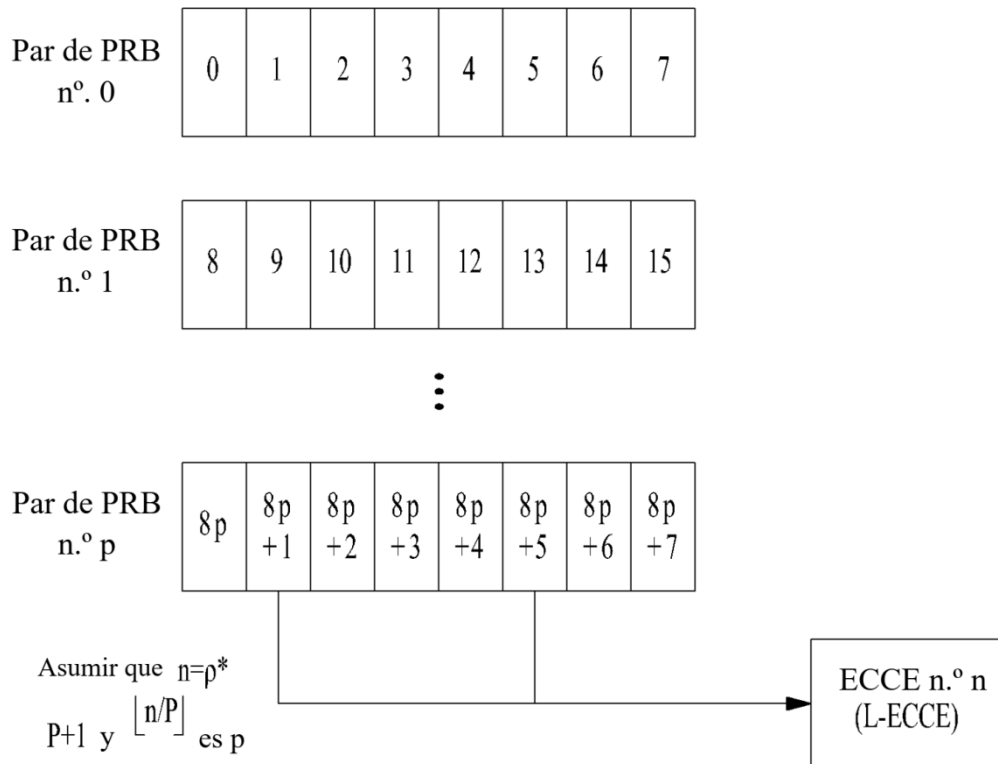 Par de PRB
nº. 0
0 1 2 3 4 5 6 7
Par de PRB
n.º 1
8 9 10 11 12 13 14 15
Par de PRB
n.º p
8p 8p+1 8p+2 8p+3 8p+4 8p+5 8p+6 8p+7
Asumir que n=ρ*
P+1 y ⌊n/P⌋ es p
ECCE n.º n
(L-ECCE)